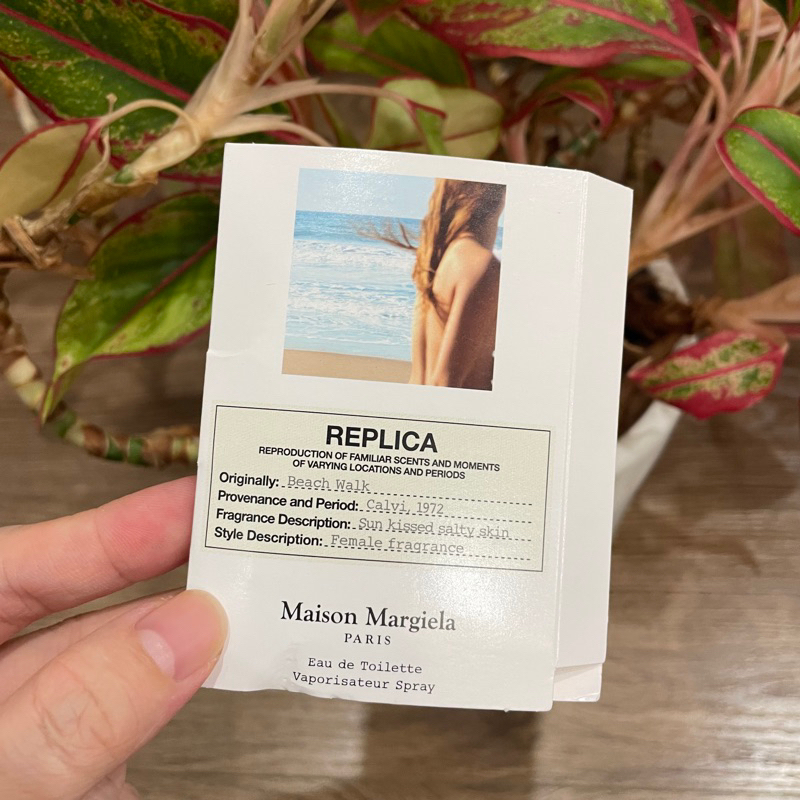 REPLICA
REPRODUCTION OF FAMILIAR SCENTS AND MOMENTS
OF VARYING LOCATIONS AND PERIODS
Originally: Beach Walk
Provenance and Period: Calvi, 1972
Fragrance Description: Sun kissed salty skin
Style Description: Female fragrance
Maison Margiela
PARIS
Eau de Toilette
Vaporisateur Spray